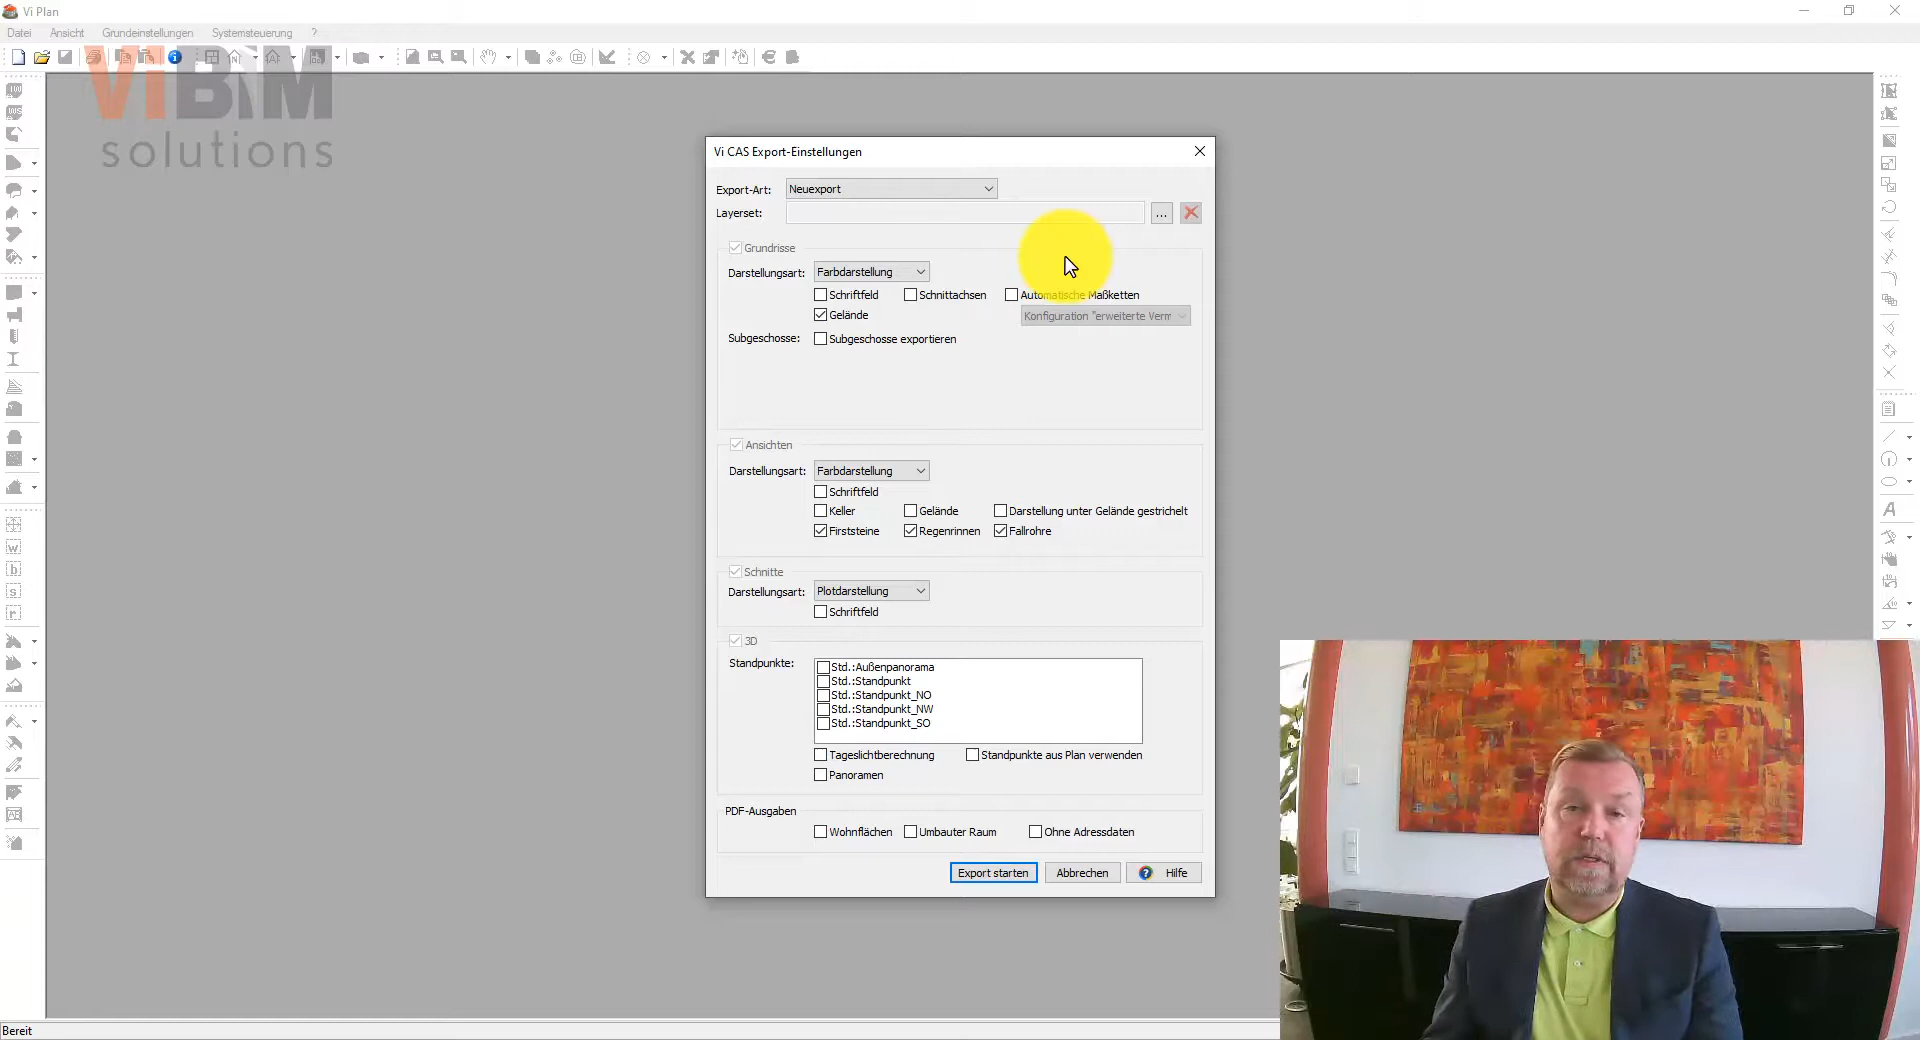 Vi Plan
Datei Ansicht Grundeinstellungen Systemsteuerung ?
ViBiM
solutions
Vi CAS Export-Einstellungen
Export-Art: Neuexport
Layerset: ...
Grundrisse
Darstellungsart: Farbdarstellung
Schriftfeld Schnittachsen Automatische Maßketten
Gelände Konfiguration "erweiterte Verm
Subgeschosse: Subgeschosse exportieren
Ansichten
Darstellungsart: Farbdarstellung
Schriftfeld
Keller Gelände Darstellung unter Gelände gestrichelt
Firststeine Regenrinnen Fallrohre
Schnitte
Darstellungsart: Plotdarstellung
Schriftfeld
3D
Standpunkte: Std.:Außenpanorama
Std.:Standpunkt
Std.:Standpunkt_NO
Std.:Standpunkt_NW
Std.:Standpunkt_SO
Tageslichtberechnung Standpunkte aus Plan verwenden
Panoramen
PDF-Ausgaben
Wohnflächen Umbauter Raum Ohne Adressdaten
Export starten Abbrechen Hilfe
Bereit